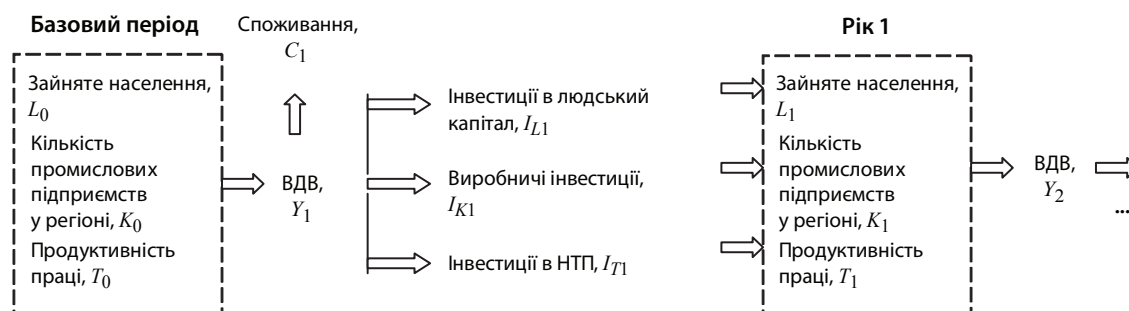 Базовий період
Зайняте населення,
L0
Кількість
промислових
підприємств
у регіоні, K0
Продуктивність
праці, T0
Споживання,
C1
ВДВ,
Y1
Інвестиції в людський
капітал, IL1
Виробничі інвестиції,
IK1
Інвестиції в НТП, IT1
Рік 1
Зайняте населення,
L1
Кількість
промислових
підприємств
у регіоні, K1
Продуктивність
праці, T1
ВДВ,
Y2
...